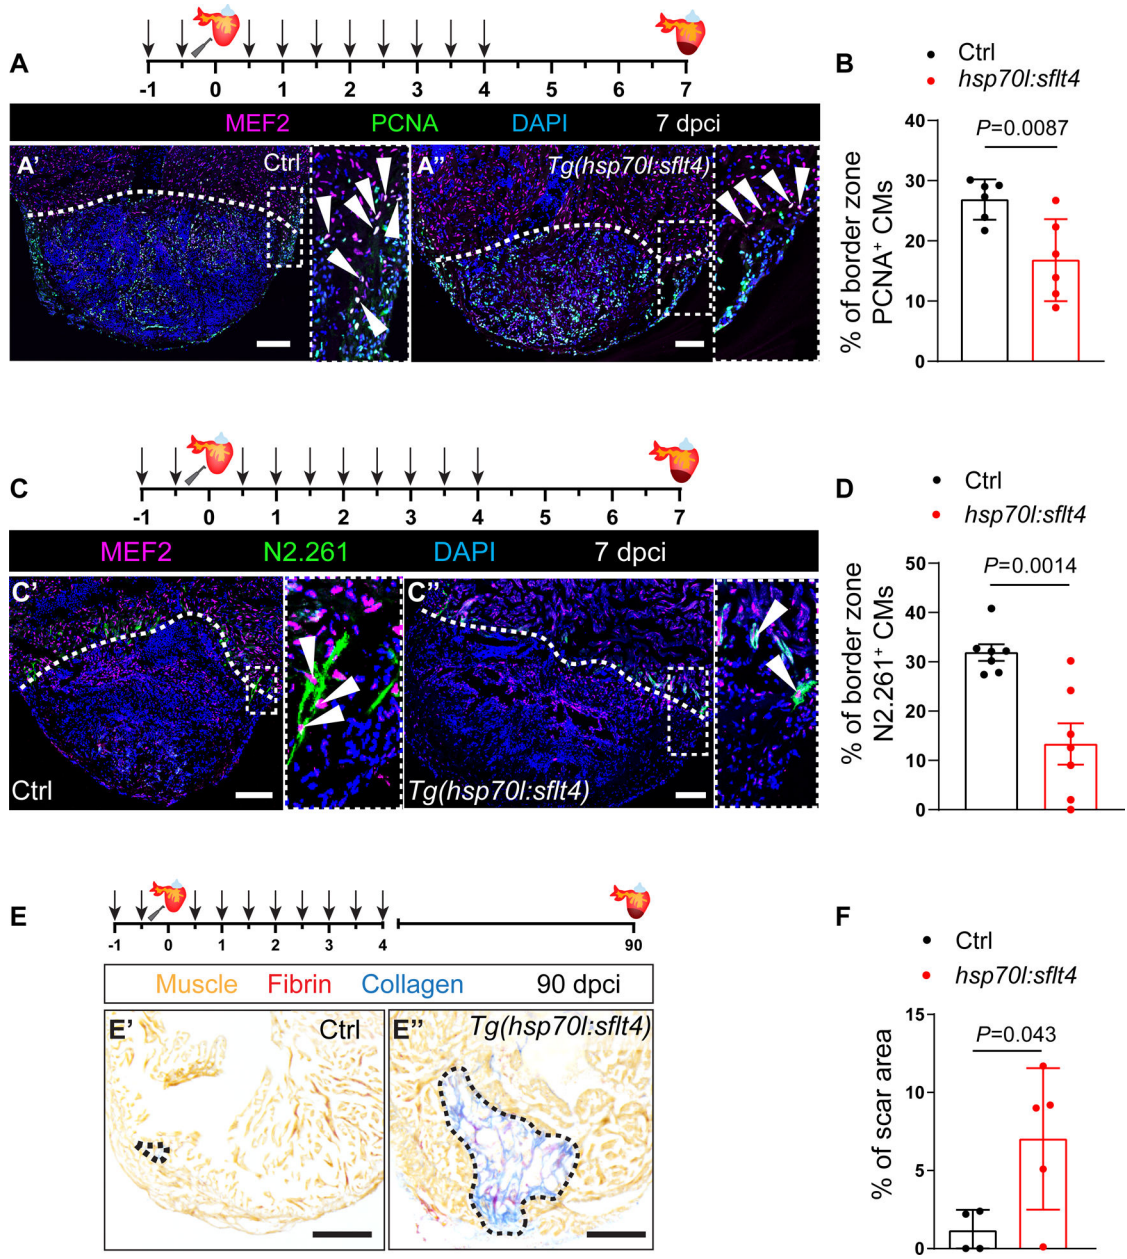 A
-1 0 1 2 3 4 5 6 7
MEF2 PCNA DAPI 7 dpci
A' Ctrl
A'' Tg(hsp70l:sflt4)
B
Ctrl
hsp70l:sflt4
P=0.0087
% of border zone
PCNA+ CMs
40
30
20
10
0
C
-1 0 1 2 3 4 5 6 7
MEF2 N2.261 DAPI 7 dpci
C'
Ctrl
C''
Tg(hsp70l:sflt4)
D
Ctrl
hsp70l:sflt4
P=0.0014
% of border zone
N2.261+ CMs
50
40
30
20
10
0
E
-1 0 1 2 3 4 90
Muscle Fibrin Collagen 90 dpci
E' Ctrl
E'' Tg(hsp70l:sflt4)
F
Ctrl
hsp70l:sflt4
P=0.043
% of scar area
15
10
5
0